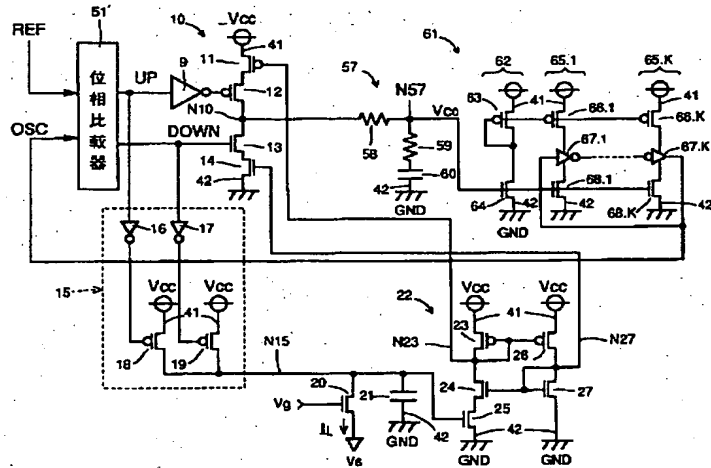 51'
REF
OSC
位相比較器
UP
DOWN
9
10
Vcc
41
11
12
N10
13
14
42
57
N57
Vco
58
59
60
42
GND
61
62
65.1
65.K
63
41
66.1
41
66.K
67.1
67.K
68.1
68.K
64
42
42
42
GND
15
16
17
Vcc
Vcc
41
18
19
N15
20
Vg
IL
Vs
21
42
GND
22
Vcc
Vcc
41
23
N23
26
N27
24
25
27
42
GND
GND